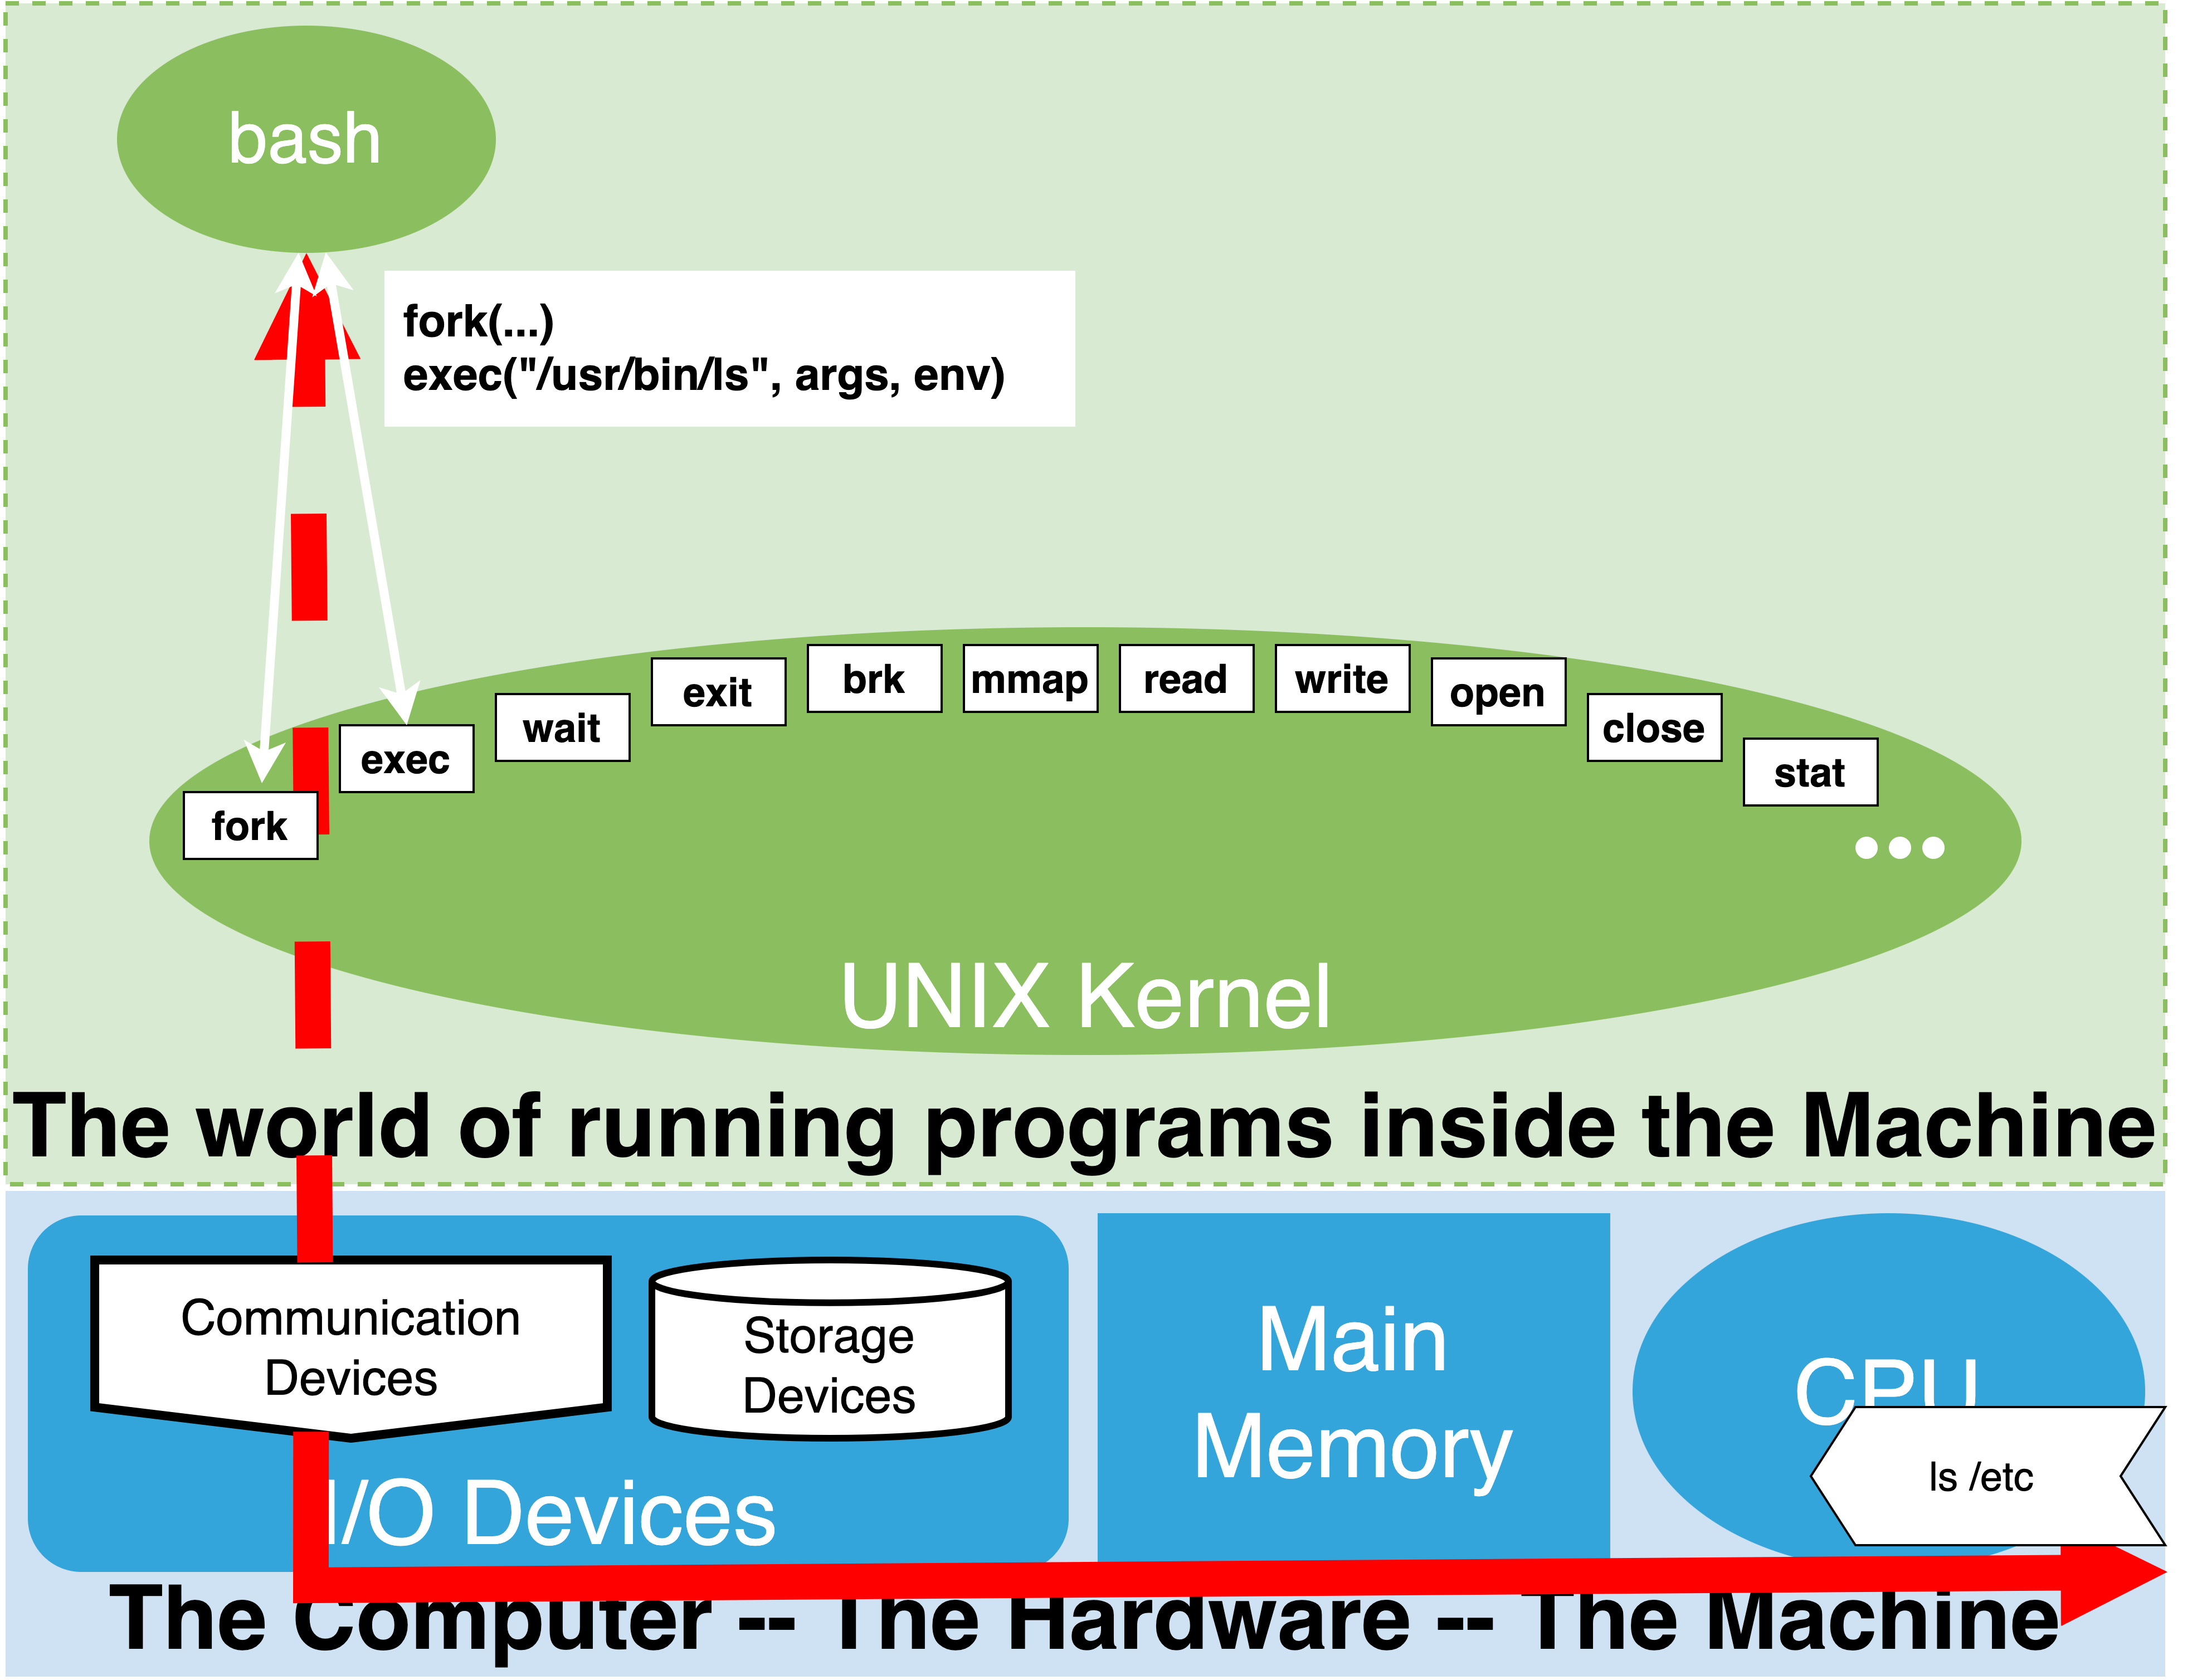 bash
fork(...)
exec("/usr/bin/ls", args, env)
fork
exec
wait
exit
brk
mmap
read
write
open
close
stat
...
UNIX Kernel
The world of running programs inside the Machine
Communication
Devices
Storage
Devices
I/O Devices
Main
Memory
CPU
ls /etc
The Computer -- The Hardware -- The Machine